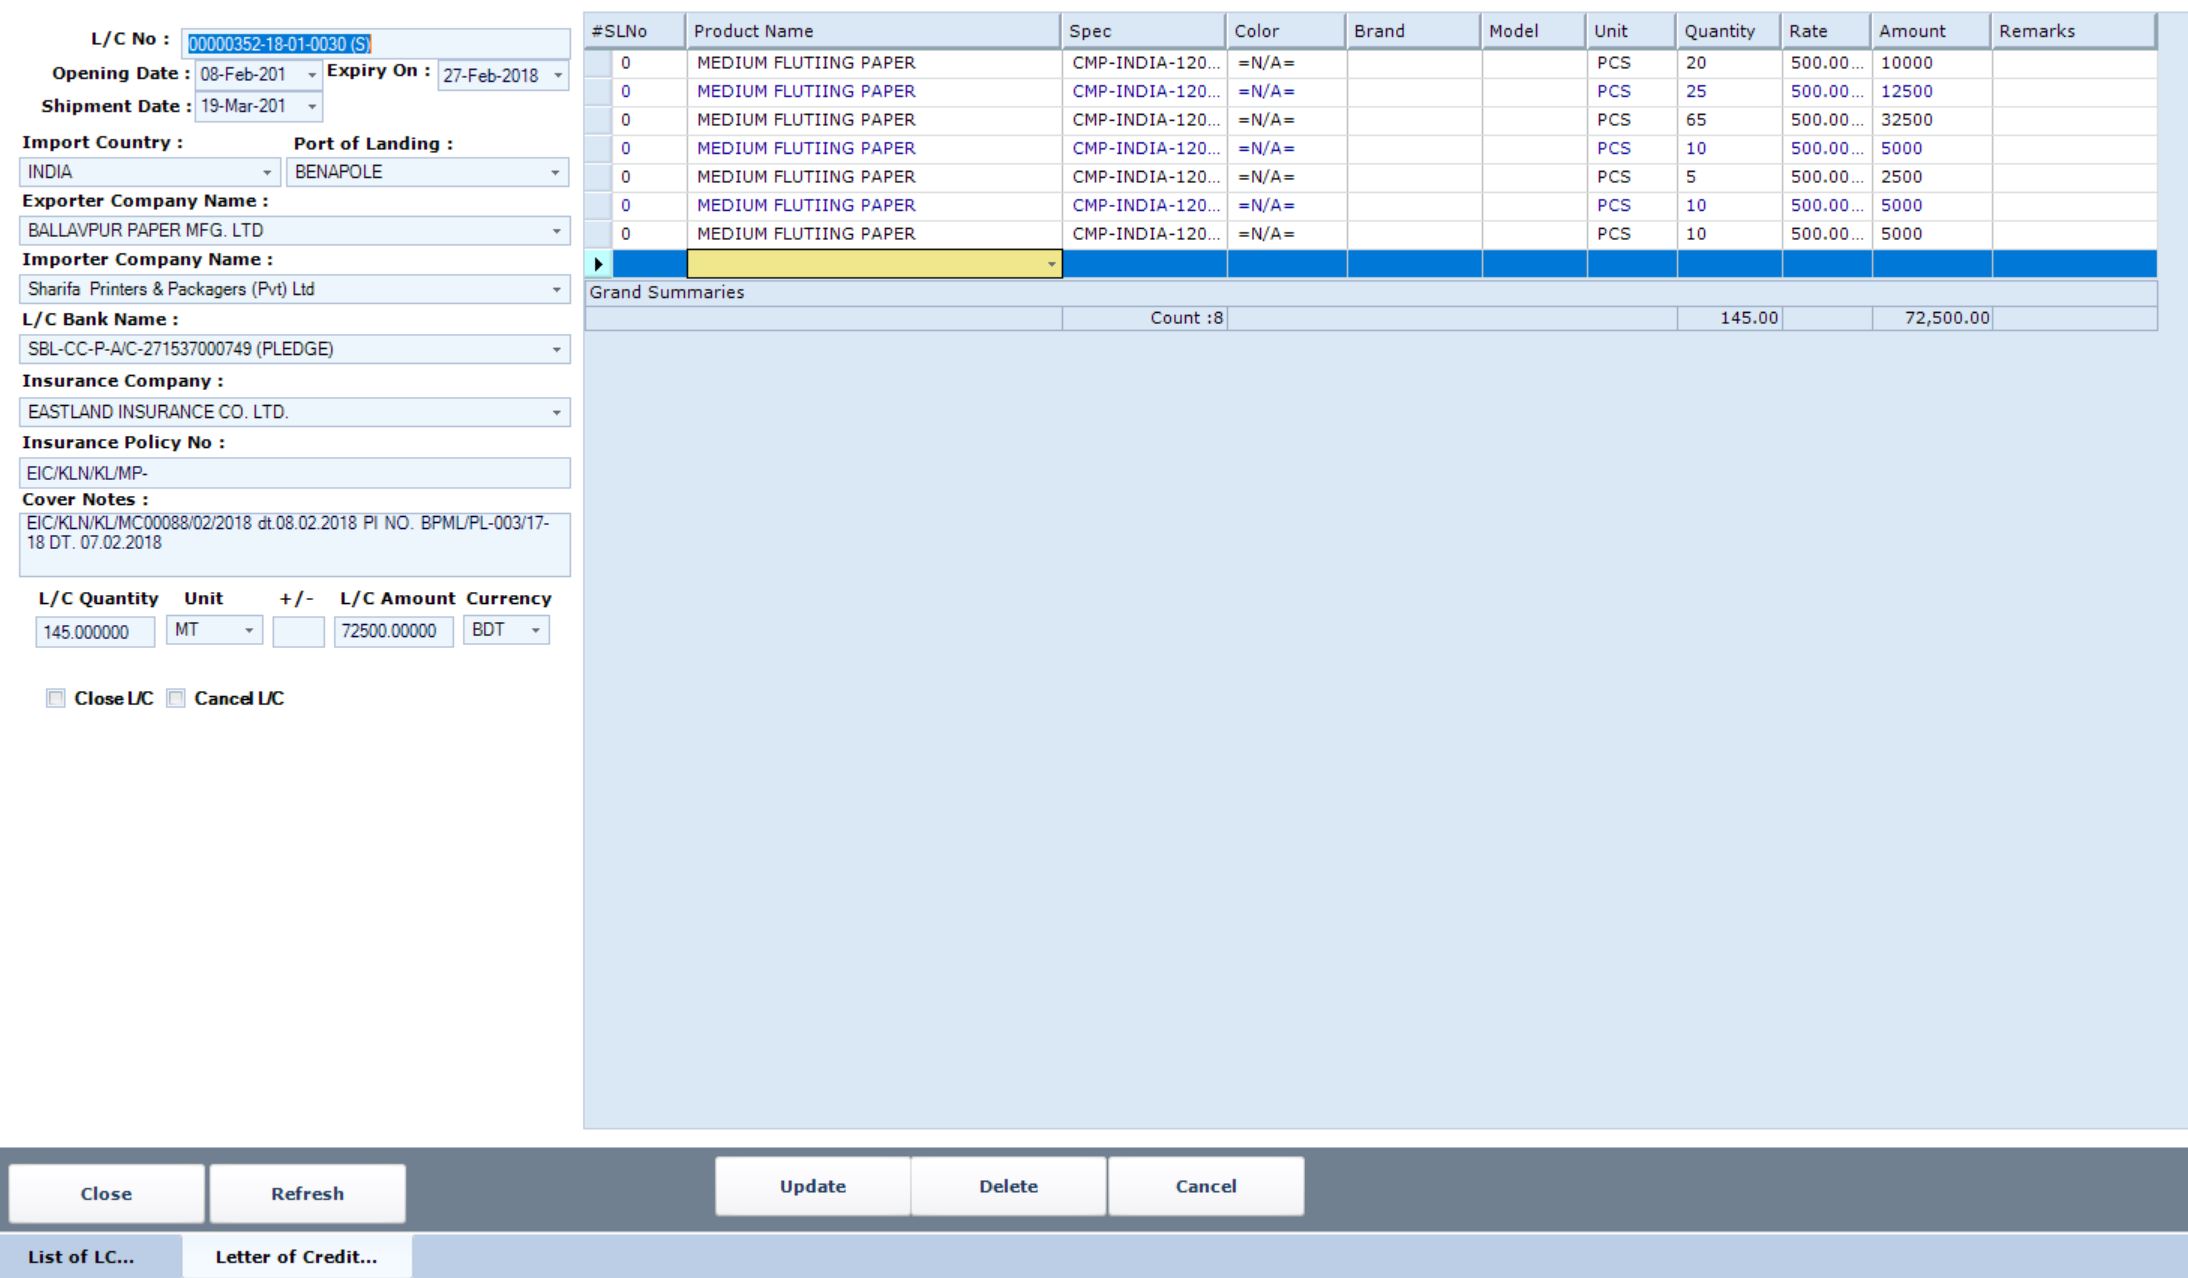 L/C No : 00000352-18-01-0030 (S)
Opening Date : 08-Feb-201 Expiry On : 27-Feb-2018
Shipment Date : 19-Mar-201
Import Country : Port of Landing :
INDIA BENAPOLE
Exporter Company Name :
BALLAVPUR PAPER MFG. LTD
Importer Company Name :
Sharifa Printers & Packagers (Pvt) Ltd
L/C Bank Name :
SBL-CC-P-A/C-271537000749 (PLEDGE)
Insurance Company :
EASTLAND INSURANCE CO. LTD.
Insurance Policy No :
EIC/KLN/KL/MP-
Cover Notes :
EIC/KLN/KL/MC00088/02/2018 dt.08.02.2018 PI NO. BPML/PL-003/17-
18 DT. 07.02.2018
L/C Quantity Unit +/- L/C Amount Currency
145.000000 MT 72500.00000 BDT
Close L/C Cancel L/C
#SLNo Product Name Spec Color Brand Model Unit Quantity Rate Amount Remarks
0 MEDIUM FLUTIING PAPER CMP-INDIA-120... =N/A= PCS 20 500.00... 10000
0 MEDIUM FLUTIING PAPER CMP-INDIA-120... =N/A= PCS 25 500.00... 12500
0 MEDIUM FLUTIING PAPER CMP-INDIA-120... =N/A= PCS 65 500.00... 32500
0 MEDIUM FLUTIING PAPER CMP-INDIA-120... =N/A= PCS 10 500.00... 5000
0 MEDIUM FLUTIING PAPER CMP-INDIA-120... =N/A= PCS 5 500.00... 2500
0 MEDIUM FLUTIING PAPER CMP-INDIA-120... =N/A= PCS 10 500.00... 5000
0 MEDIUM FLUTIING PAPER CMP-INDIA-120... =N/A= PCS 10 500.00... 5000
Grand Summaries
Count :8 145.00 72,500.00
Close Refresh Update Delete Cancel
List of LC... Letter of Credit...